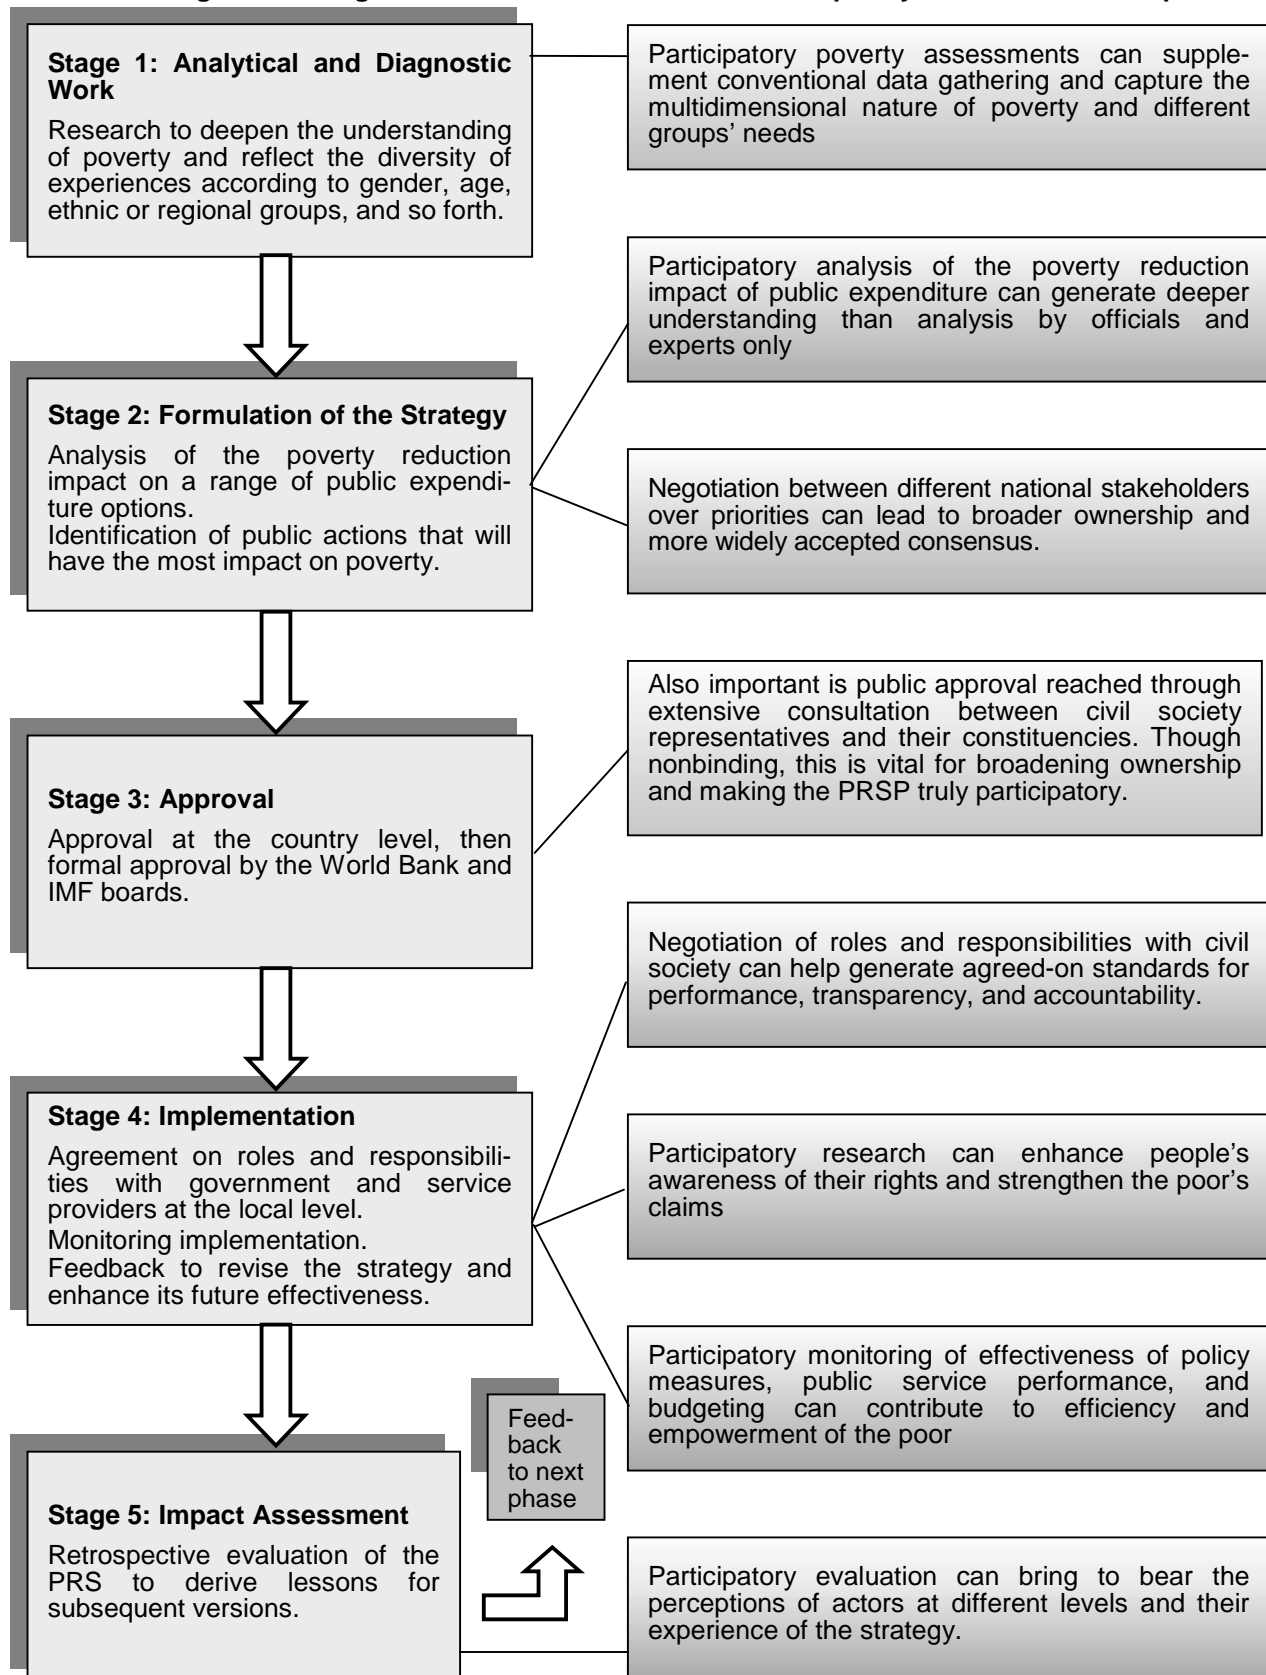 Stage 1: Analytical and Diagnostic
Work
Research to deepen the understanding
of poverty and reflect the diversity of
experiences according to gender, age,
ethnic or regional groups, and so forth.
Participatory poverty assessments can supple-
ment conventional data gathering and capture the
multidimensional nature of poverty and different
groups' needs
Participatory analysis of the poverty reduction
impact of public expenditure can generate deeper
understanding than analysis by officials and
experts only
Stage 2: Formulation of the Strategy
Analysis of the poverty reduction
impact on a range of public expendi-
ture options.
Identification of public actions that will
have the most impact on poverty.
Negotiation between different national stakeholders
over priorities can lead to broader ownership and
more widely accepted consensus.
Stage 3: Approval
Approval at the country level, then
formal approval by the World Bank and
IMF boards.
Also important is public approval reached through
extensive consultation between civil society
representatives and their constituencies. Though
nonbinding, this is vital for broadening ownership
and making the PRSP truly participatory.
Negotiation of roles and responsibilities with civil
society can help generate agreed-on standards for
performance, transparency, and accountability.
Stage 4: Implementation
Agreement on roles and responsibili-
ties with government and service
providers at the local level.
Monitoring implementation.
Feedback to revise the strategy and
enhance its future effectiveness.
Participatory research can enhance people's
awareness of their rights and strengthen the poor's
claims
Participatory monitoring of effectiveness of policy
measures, public service performance, and
budgeting can contribute to efficiency and
empowerment of the poor
Feed-
back
to next
phase
Stage 5: Impact Assessment
Retrospective evaluation of the
PRS to derive lessons for
subsequent versions.
Participatory evaluation can bring to bear the
perceptions of actors at different levels and their
experience of the strategy.